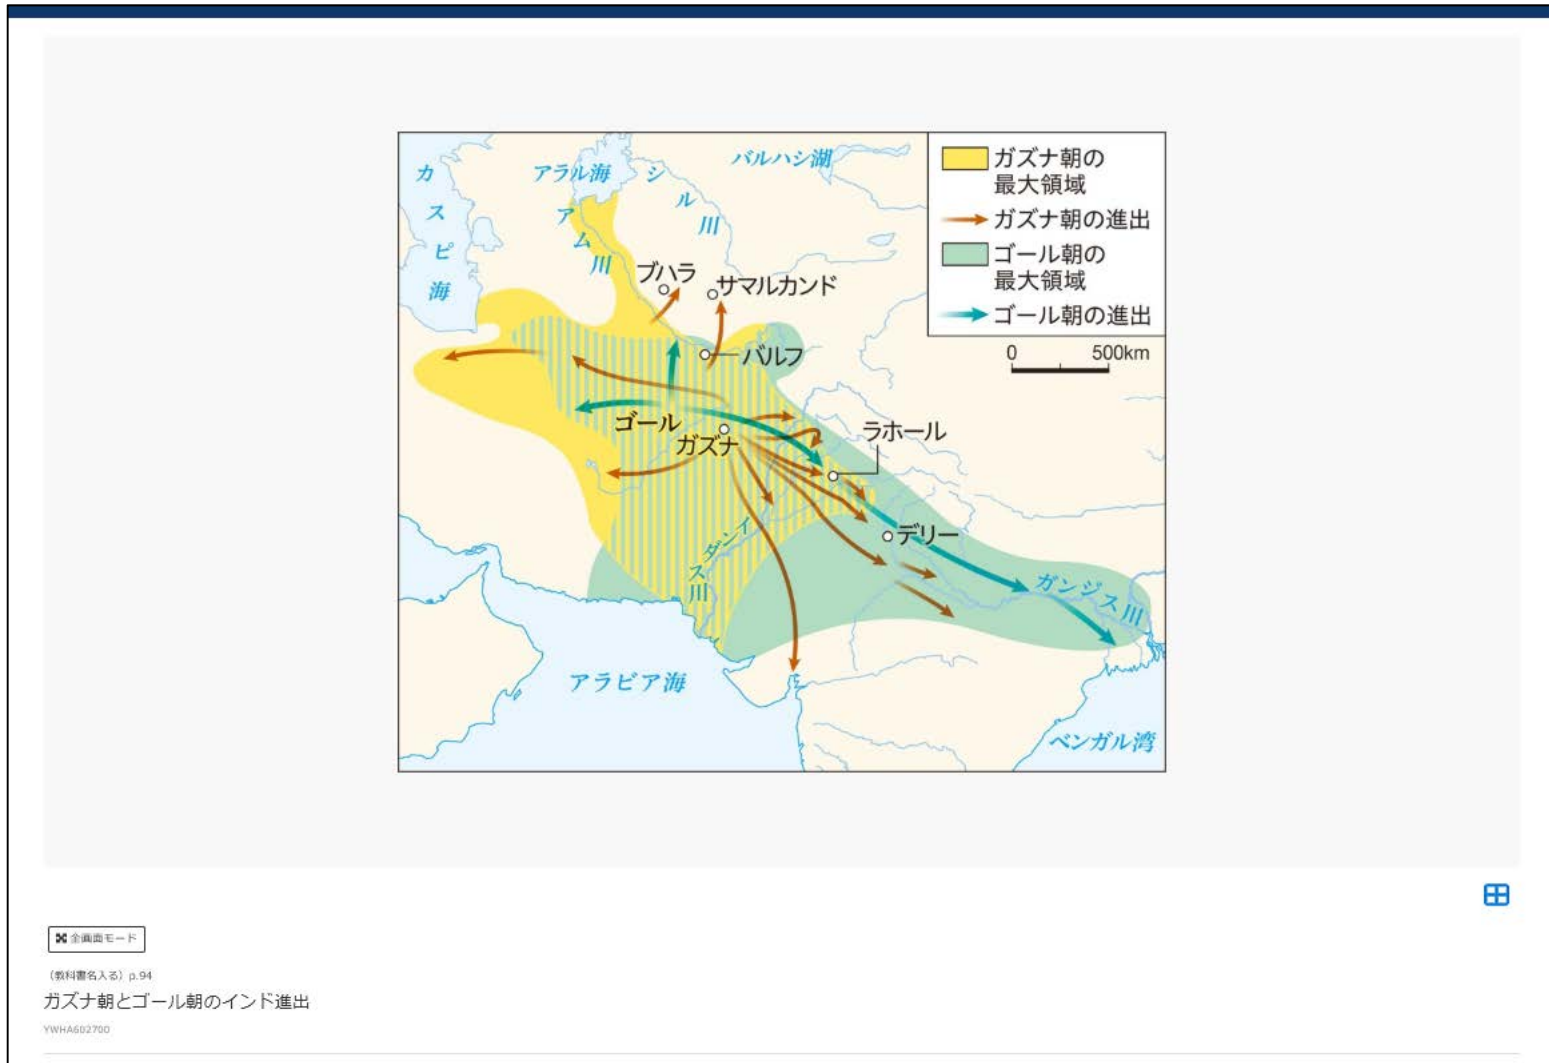 カスピ海
アラル海
シル川
バルハシ湖
アム川
ブハラ
サマルカンド
バルフ
ゴール
ガズナ
ラホール
デリー
インダス川
ガンジス川
アラビア海
ベンガル湾
ガズナ朝の
最大領域
ガズナ朝の進出
ゴール朝の
最大領域
ゴール朝の進出
0 500km
全画面モード
（教科書名入る）p.94
ガズナ朝とゴール朝のインド進出
YWHA602700